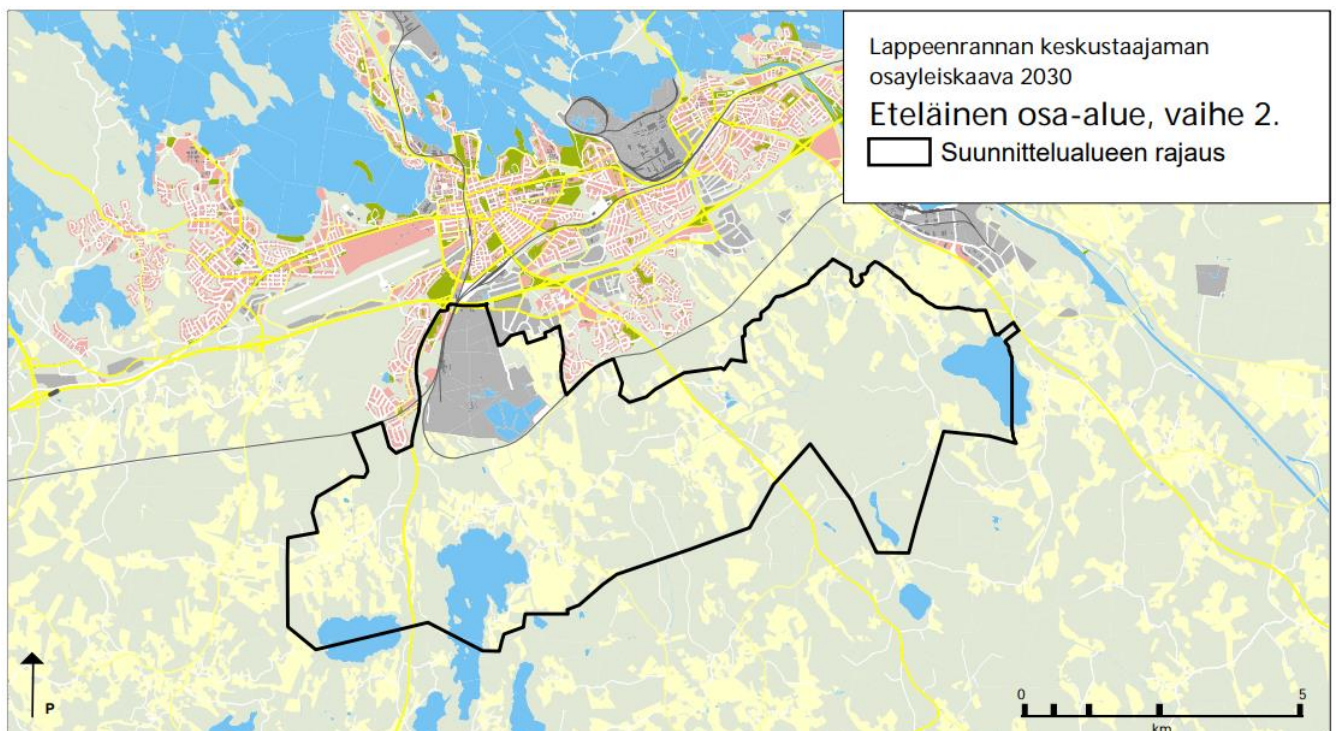 Lappeenrannan keskustaajaman
osayleiskaava 2030
Eteläinen osa-alue, vaihe 2.
Suunnittelualueen rajaus
P
0 5
km